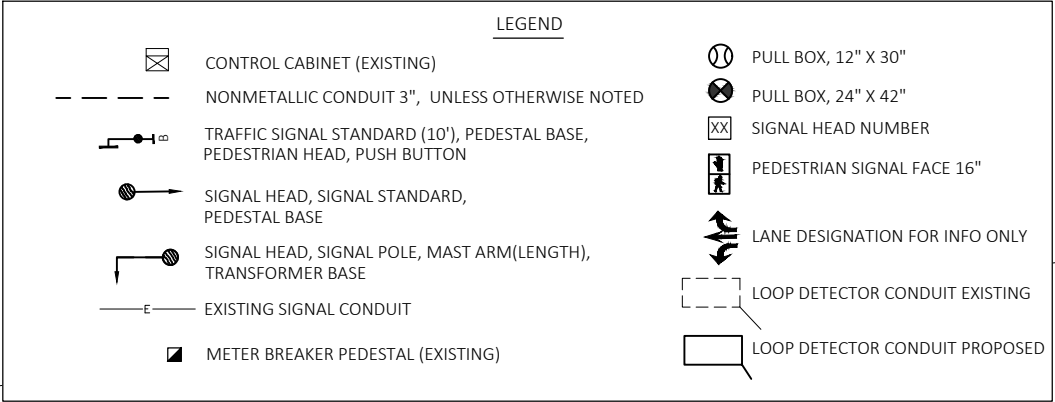 LEGEND
CONTROL CABINET (EXISTING)
NONMETALLIC CONDUIT 3", UNLESS OTHERWISE NOTED
B
TRAFFIC SIGNAL STANDARD (10'), PEDESTAL BASE,
PEDESTRIAN HEAD, PUSH BUTTON
SIGNAL HEAD, SIGNAL STANDARD,
PEDESTAL BASE
SIGNAL HEAD, SIGNAL POLE, MAST ARM(LENGTH),
TRANSFORMER BASE
E EXISTING SIGNAL CONDUIT
METER BREAKER PEDESTAL (EXISTING)
PULL BOX, 12" X 30"
PULL BOX, 24" X 42"
XX SIGNAL HEAD NUMBER
PEDESTRIAN SIGNAL FACE 16"
LANE DESIGNATION FOR INFO ONLY
LOOP DETECTOR CONDUIT EXISTING
LOOP DETECTOR CONDUIT PROPOSED